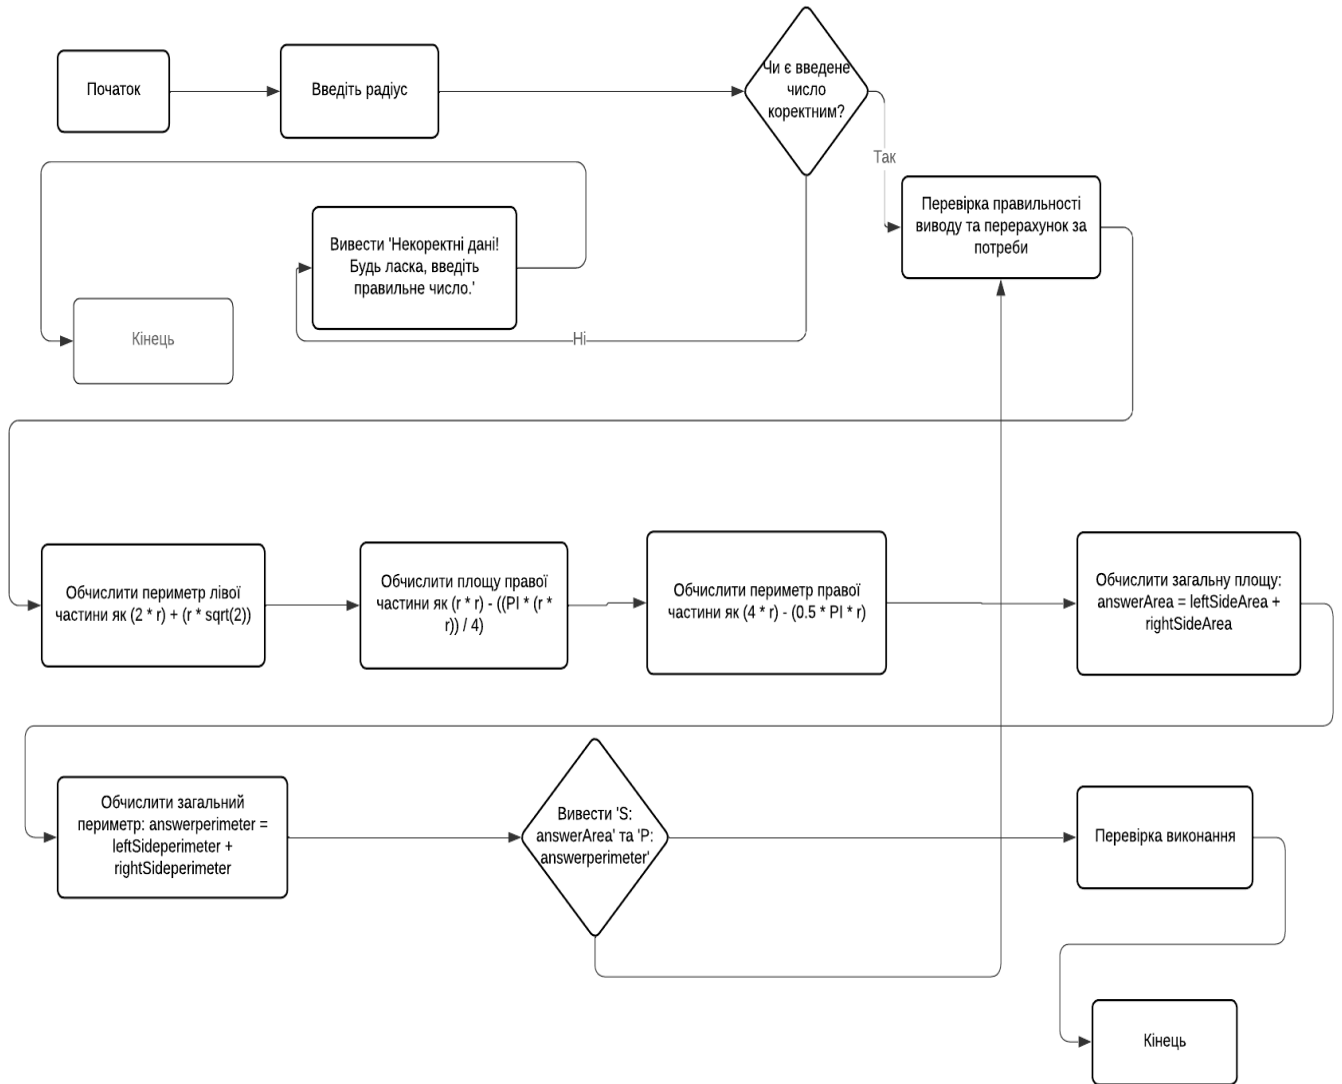 Початок
Введіть радіус
Чи є введене
число
коректним?
Так
Перевірка правильності
виводу та перерахунок за
потреби
Вивести 'Некоректні дані!
Будь ласка, введіть
правильне число.'
Ні
Кінець
Обчислити периметр лівої
частини як (2 * r) + (r * sqrt(2))
Обчислити площу правої
частини як (r * r) - ((PI * (r *
r)) / 4)
Обчислити периметр правої
частини як (4 * r) - (0.5 * PI * r)
Обчислити загальну площу:
answerArea = leftSideArea +
rightSideArea
Обчислити загальний
периметр: answerperimeter =
leftSideperimeter +
rightSideperimeter
Вивести 'S:
answerArea' та 'P:
answerperimeter'
Перевірка виконання
Кінець